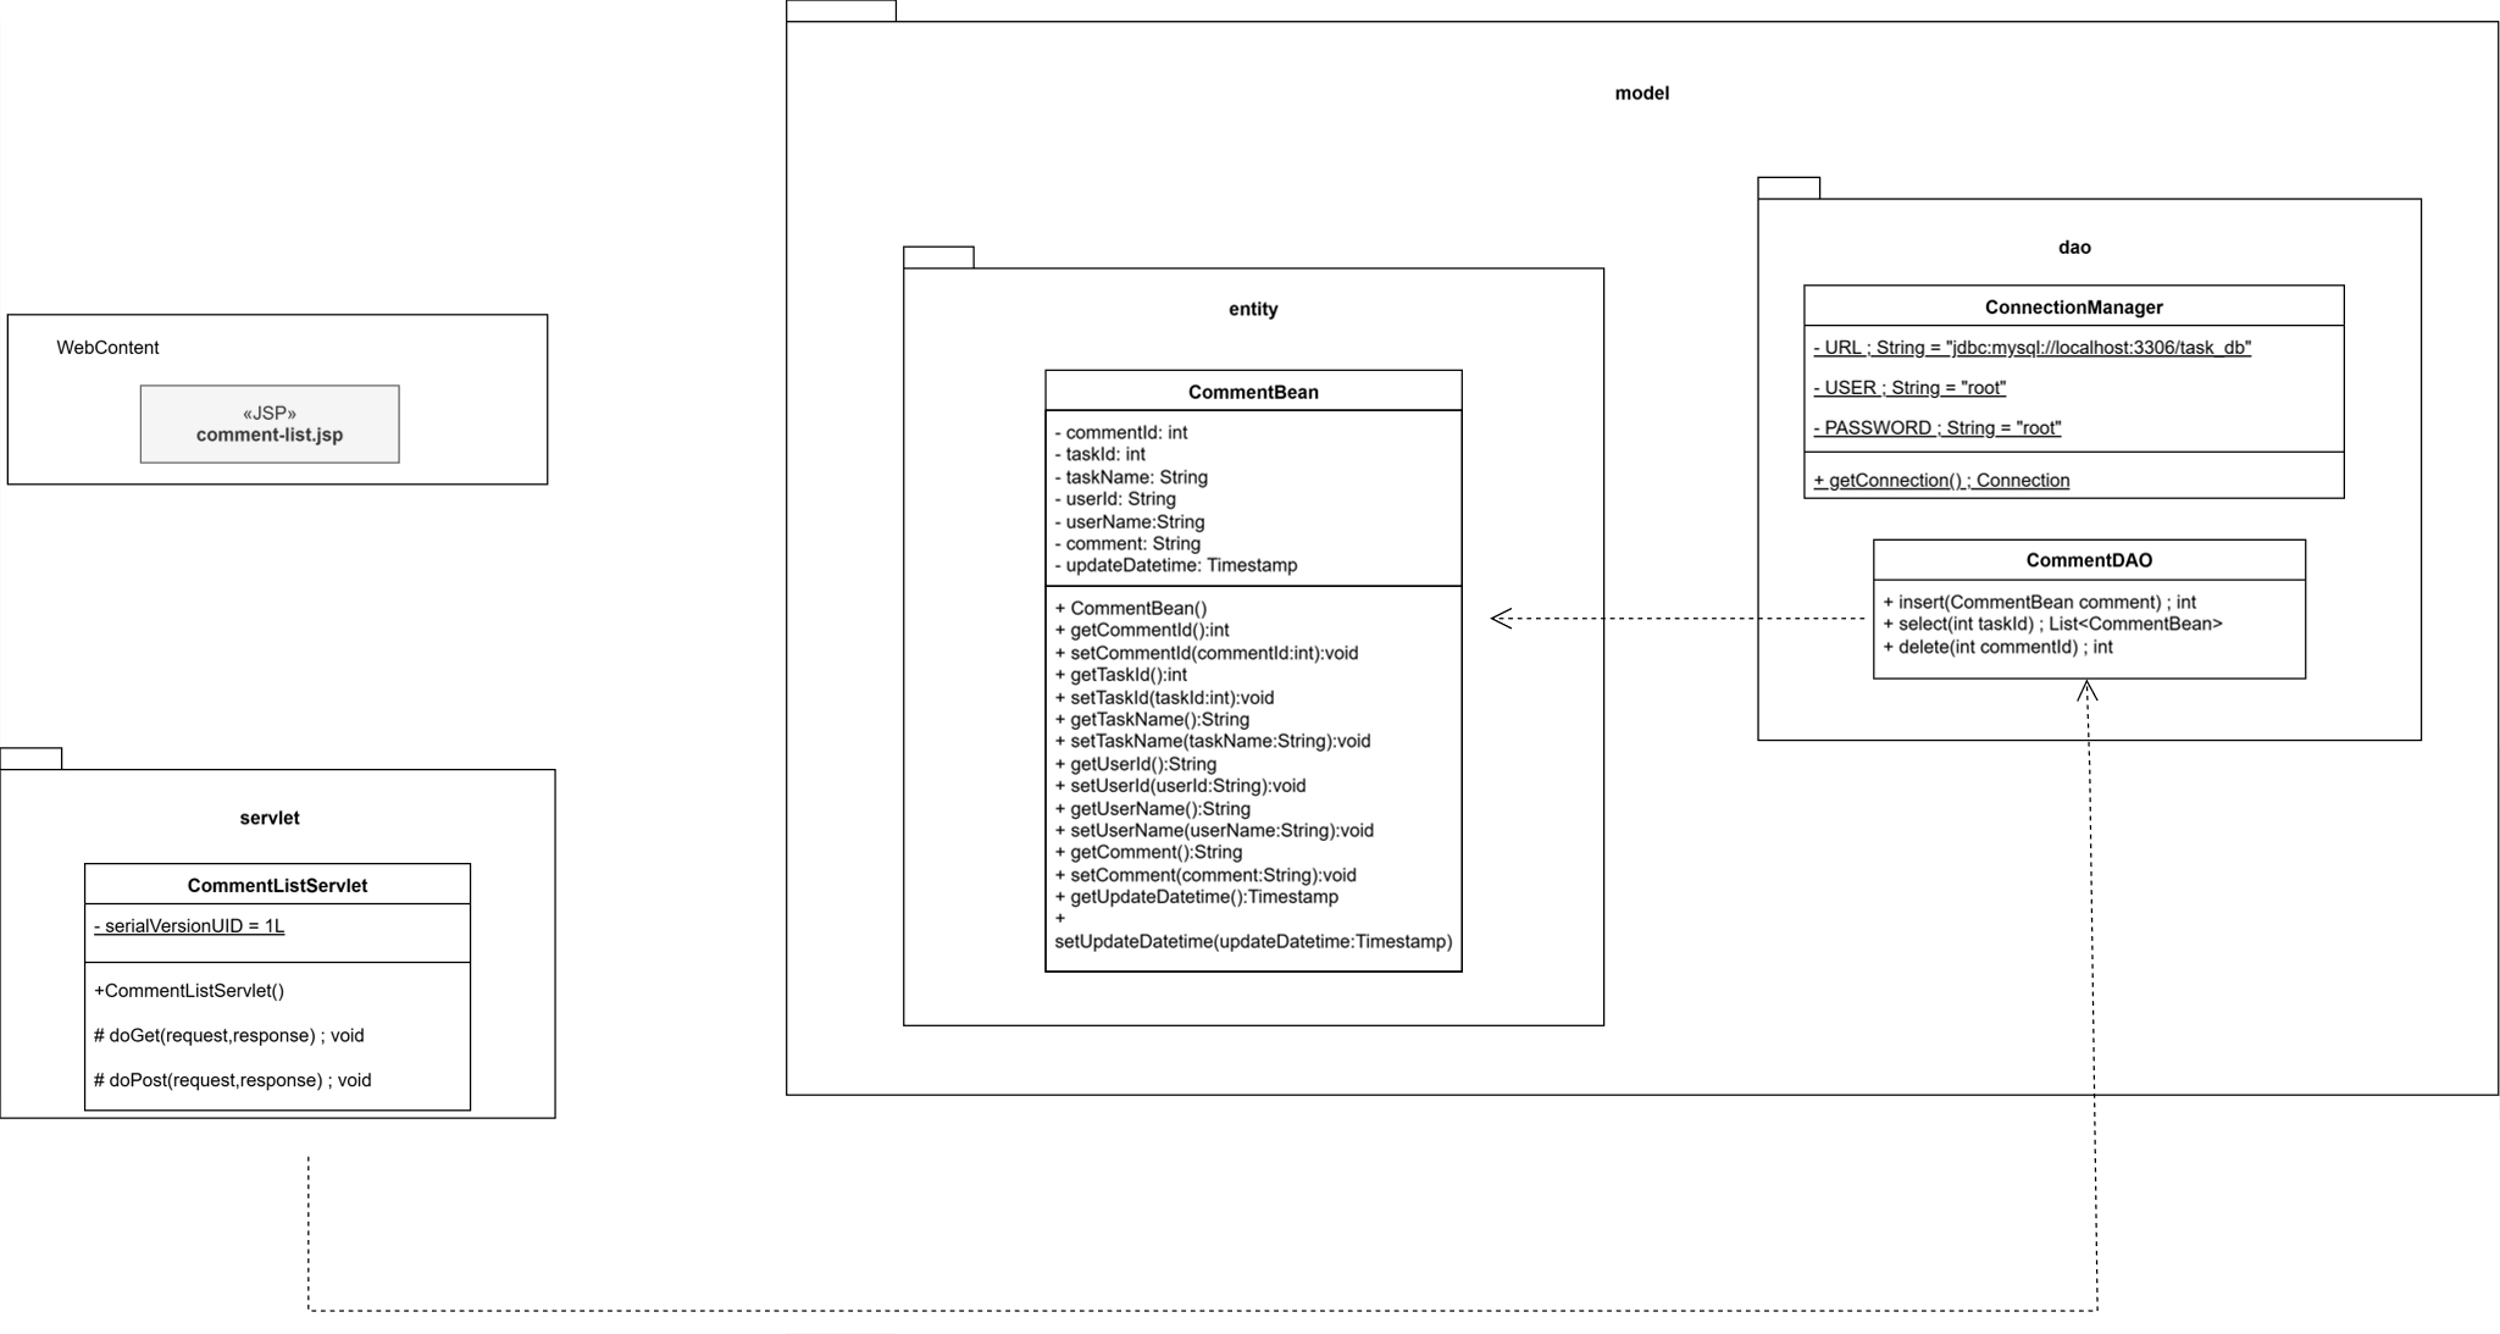 model
dao
ConnectionManager
- URL ; String = "jdbc:mysql://localhost:3306/task_db"
- USER ; String = "root"
- PASSWORD ; String = "root"
+ getConnection() ; Connection
CommentDAO
+ insert(CommentBean comment) ; int
+ select(int taskId) ; List<CommentBean>
+ delete(int commentId) ; int
entity
CommentBean
- commentId: int
- taskId: int
- taskName: String
- userId: String
- userName:String
- comment: String
- updateDatetime: Timestamp
+ CommentBean()
+ getCommentId():int
+ setCommentId(commentId:int):void
+ getTaskId():int
+ setTaskId(taskId:int):void
+ getTaskName():String
+ setTaskName(taskName:String):void
+ getUserId():String
+ setUserId(userId:String):void
+ getUserName():String
+ setUserName(userName:String):void
+ getComment():String
+ setComment(comment:String):void
+ getUpdateDatetime():Timestamp
+
setUpdateDatetime(updateDatetime:Timestamp)
WebContent
«JSP»
comment-list.jsp
servlet
CommentListServlet
- serialVersionUID = 1L
+CommentListServlet()
# doGet(request,response) ; void
# doPost(request,response) ; void